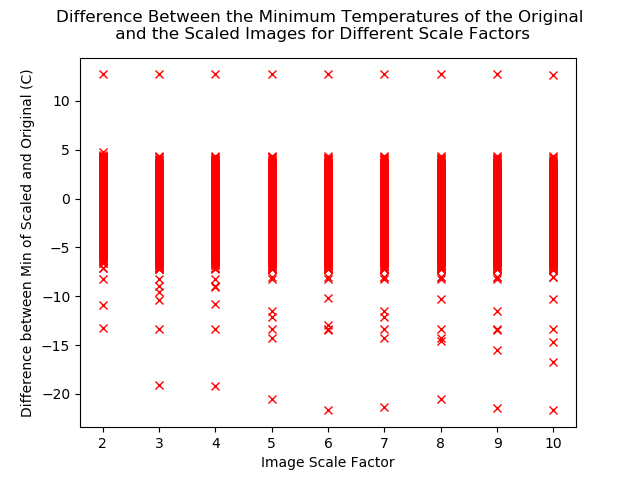 Difference Between the Minimum Temperatures of the Original
and the Scaled Images for Different Scale Factors
Difference between Min of Scaled and Original (C)
10
5
0
−5
−10
−15
−20
2 3 4 5 6 7 8 9 10
Image Scale Factor